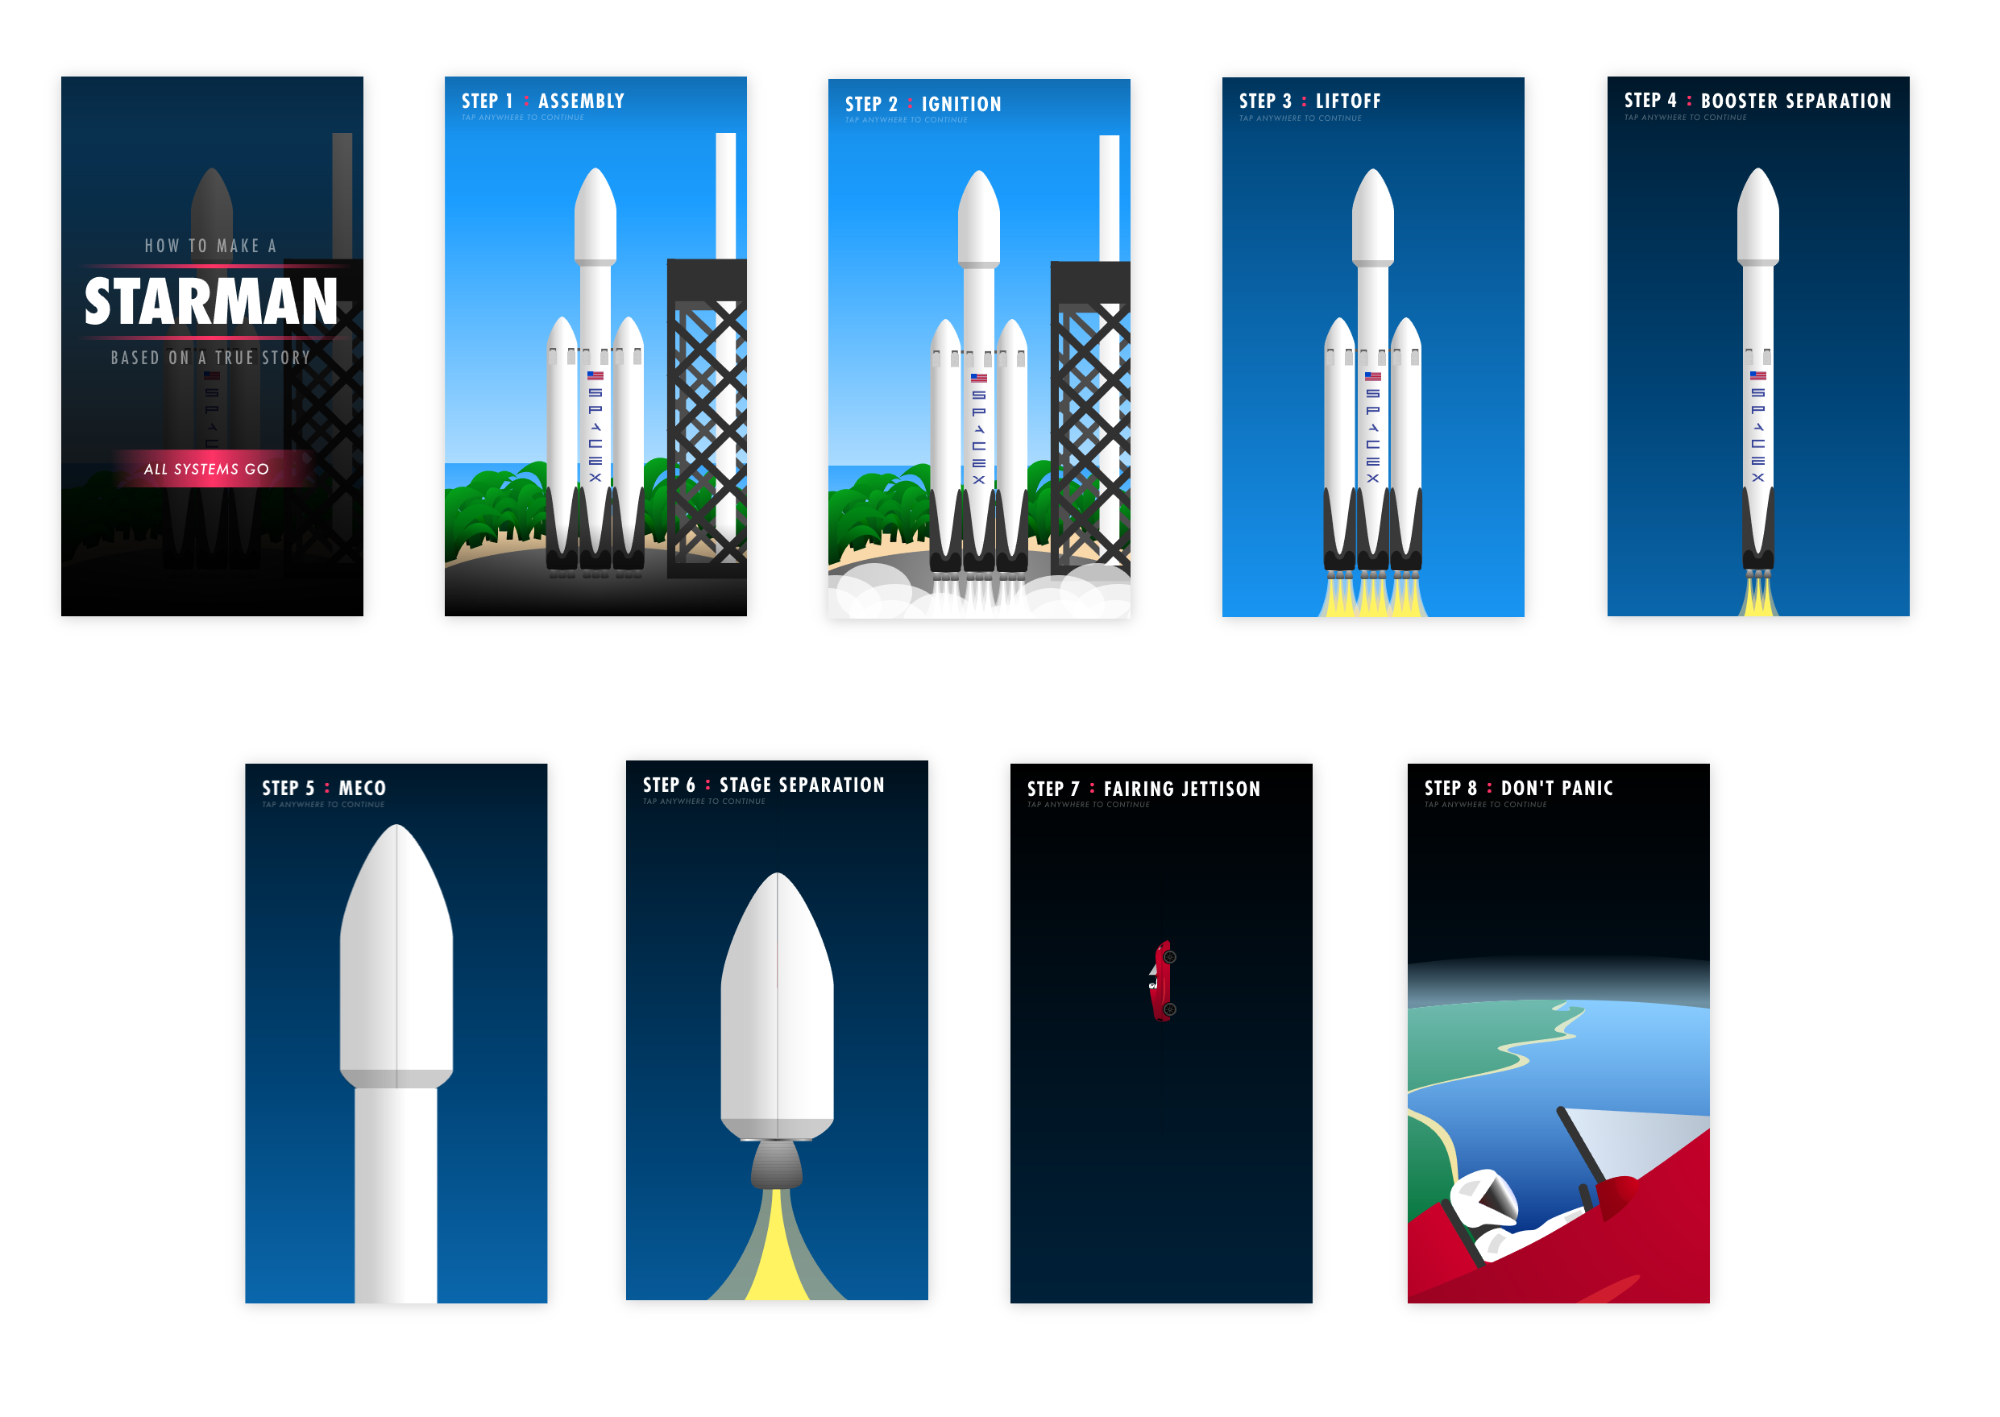 HOW TO MAKE A
STARMAN
BASED ON A TRUE STORY
SPACEX
ALL SYSTEMS GO
STEP 1 : ASSEMBLY
TAP ANYWHERE TO CONTINUE
SPACEX
STEP 2 : IGNITION
TAP ANYWHERE TO CONTINUE
SPACEX
STEP 3 : LIFTOFF
TAP ANYWHERE TO CONTINUE
SPACEX
STEP 4 : BOOSTER SEPARATION
TAP ANYWHERE TO CONTINUE
SPACEX
STEP 5 : MECO
TAP ANYWHERE TO CONTINUE
STEP 6 : STAGE SEPARATION
TAP ANYWHERE TO CONTINUE
STEP 7 : FAIRING JETTISON
TAP ANYWHERE TO CONTINUE
STEP 8 : DON'T PANIC
TAP ANYWHERE TO CONTINUE